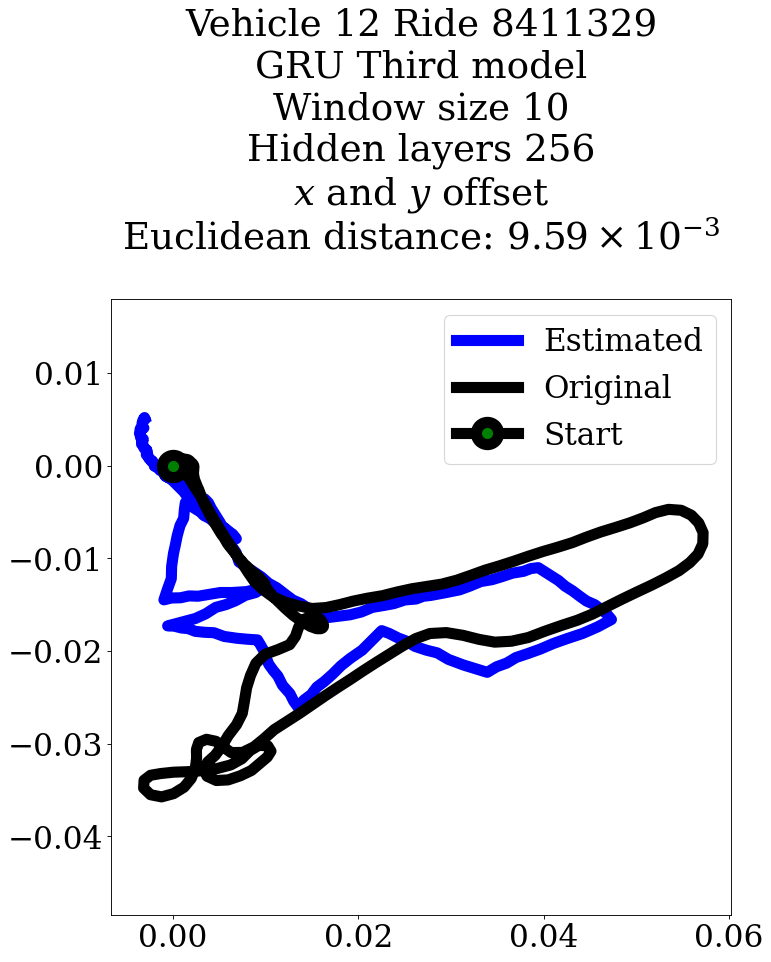 Vehicle 12 Ride 8411329
GRU Third model
Window size 10
Hidden layers 256
x and y offset
Euclidean distance: 9.59 × 10⁻³
Estimated
Original
Start
0.01
0.00
−0.01
−0.02
−0.03
−0.04
0.00 0.02 0.04 0.06